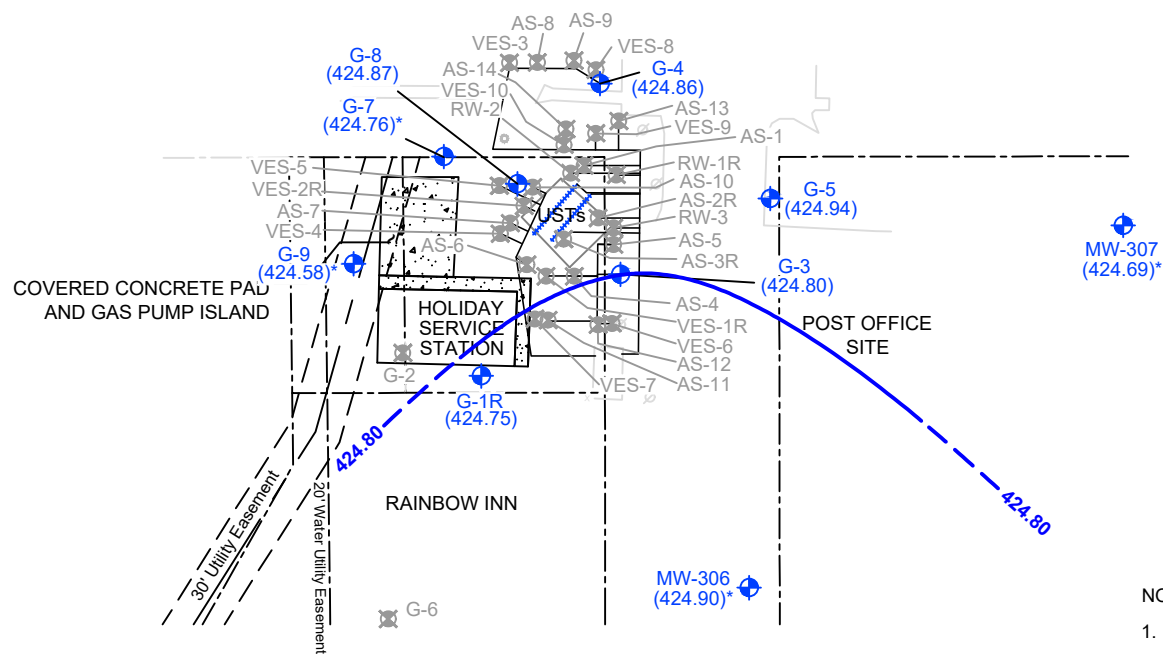 AS-9
AS-8
VES-3
VES-8
G-8
(424.87)
G-4
(424.86)
AS-14
VES-10
RW-2
G-7
(424.76)*
AS-13
VES-9
AS-1
VES-5
VES-2R
AS-7
VES-4
AS-6
RW-1R
AS-10
AS-2R
RW-3
AS-5
AS-3R
USTs
G-5
(424.94)
MW-307
(424.69)*
G-9
(424.58)*
G-3
(424.80)
COVERED CONCRETE PAD
AND GAS PUMP ISLAND
HOLIDAY
SERVICE
STATION
AS-4
VES-1R
VES-6
AS-12
AS-11
VES-7
POST OFFICE
SITE
G-2
G-1R
(424.75)
424.80
424.80
RAINBOW INN
30' Utility Easement
20' Water Utility Easement
MW-306
(424.90)*
G-6
NO
1.